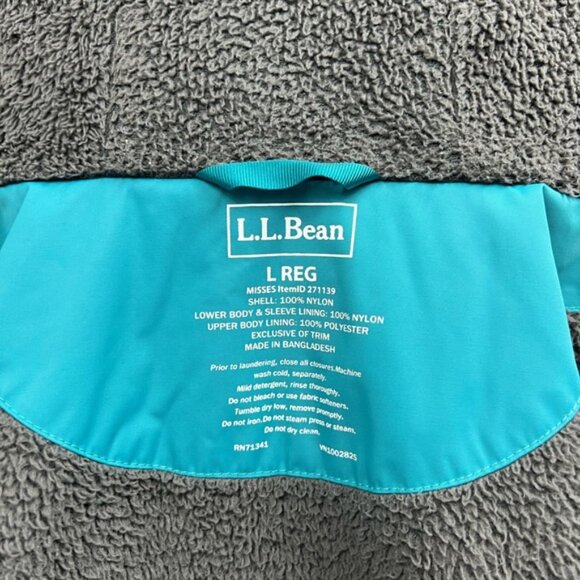 L.L.Bean
L REG
MISSES ItemID 271139
SHELL: 100% NYLON
LOWER BODY & SLEEVE LINING: 100% NYLON
UPPER BODY LINING: 100% POLYESTER
EXCLUSIVE OF TRIM
MADE IN BANGLADESH
Prior to laundering, close all closures.Machine
wash cold, separately.
Mild detergent, rinse thoroughly.
Do not bleach or use fabric softeners.
Tumble dry low, remove promptly.
Do not iron.Do not steam press or steam.
Do not dry clean.
RN71341 VN1002825